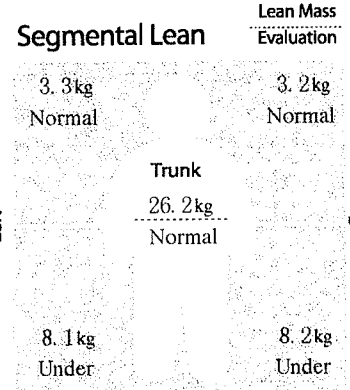 Segmental Lean
Lean Mass
Evaluation
3. 3kg
Normal
3. 2kg
Normal
Trunk
26. 2kg
Normal
8. 1kg
Under
8. 2kg
Under